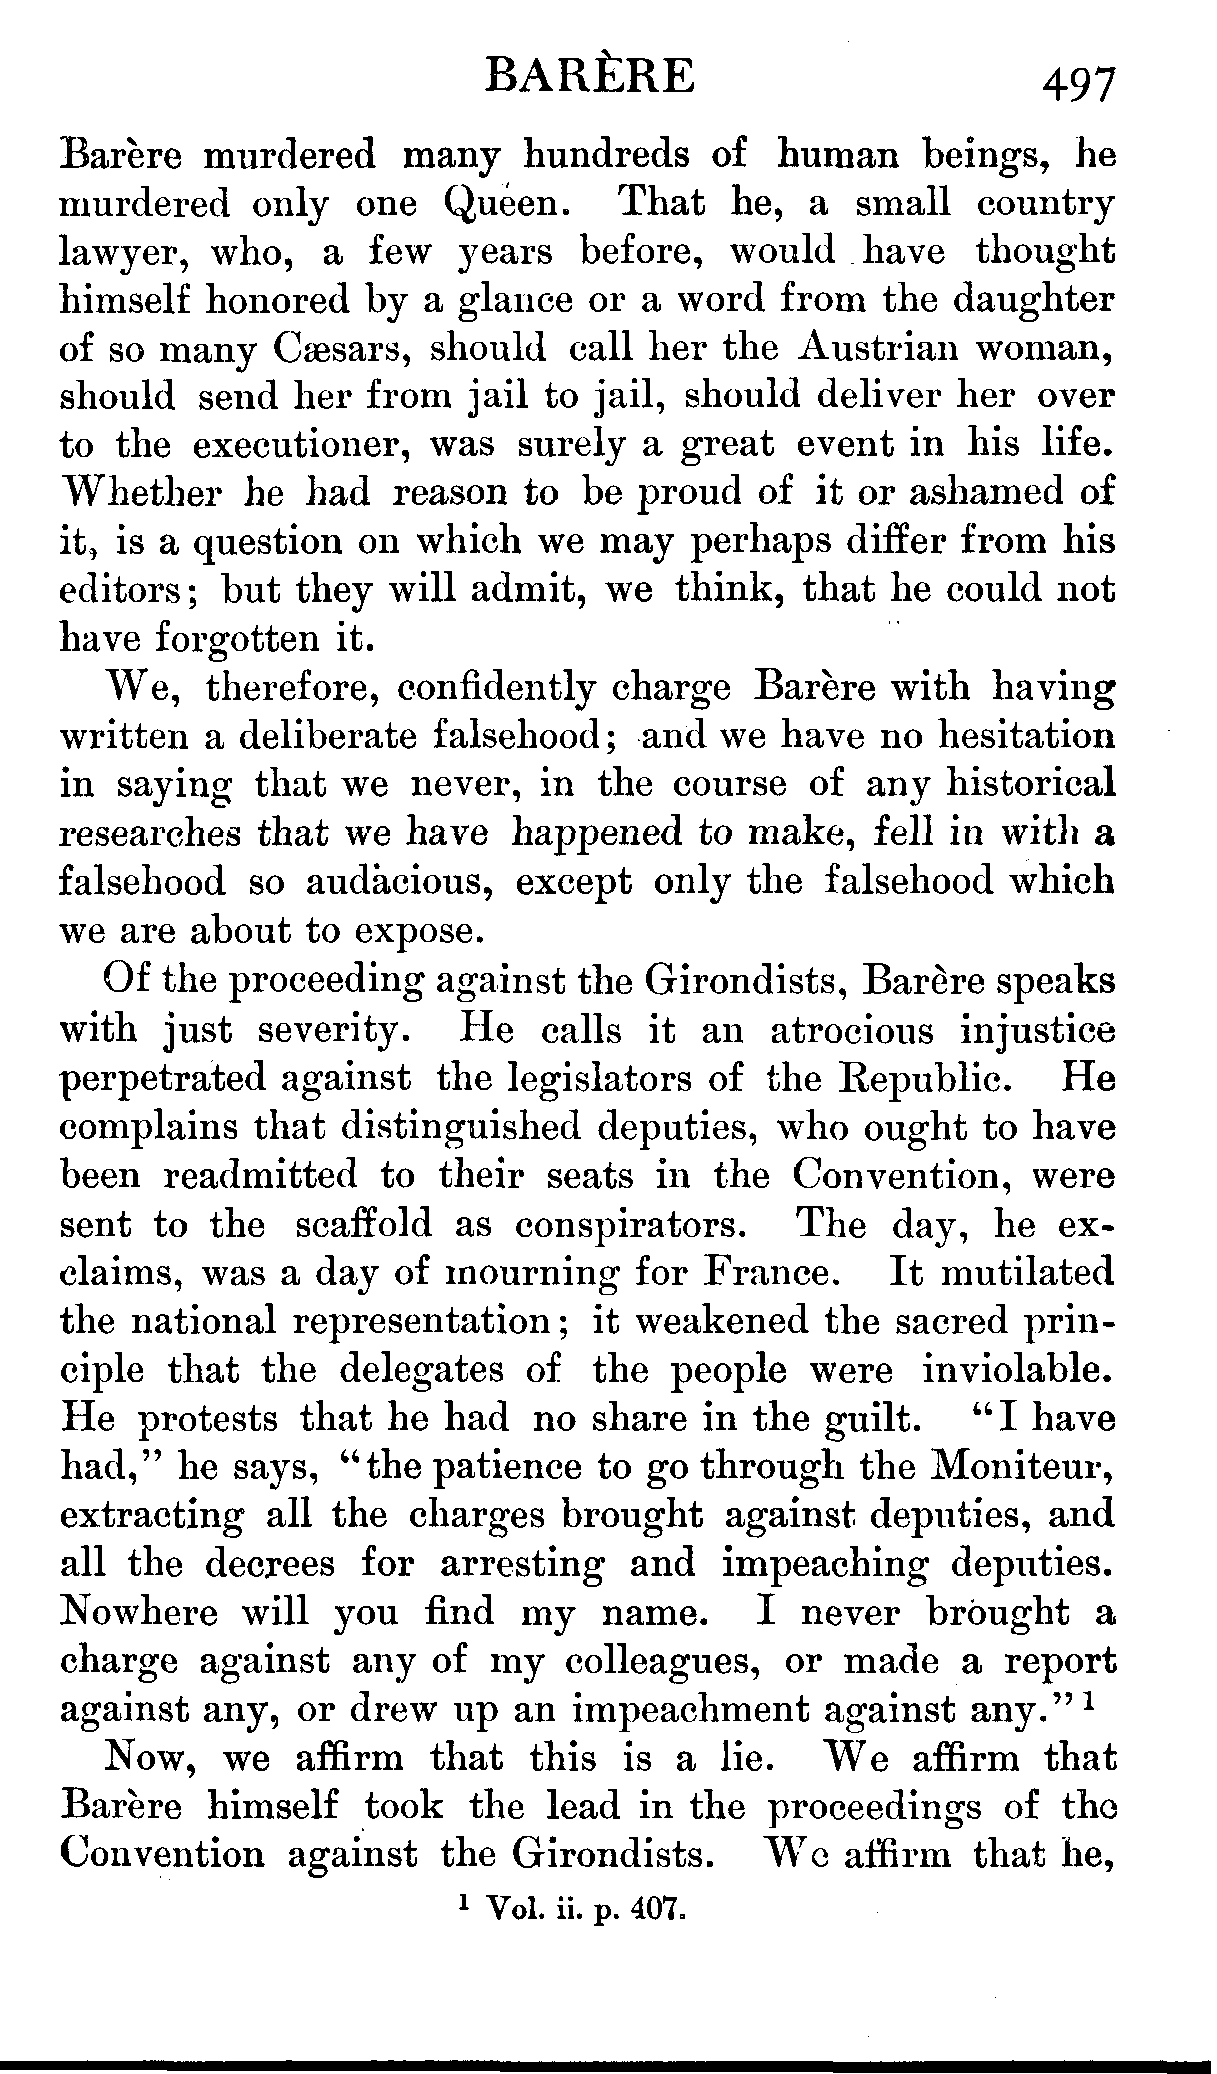 BARÈRE 497
Barère murdered many hundreds of human beings, he
murdered only one Queen. That he, a small country
lawyer, who, a few years before, would have thought
himself honored by a glance or a word from the daughter
of so many Cæsars, should call her the Austrian woman,
should send her from jail to jail, should deliver her over
to the executioner, was surely a great event in his life.
Whether he had reason to be proud of it or ashamed of
it, is a question on which we may perhaps differ from his
editors; but they will admit, we think, that he could not
have forgotten it.
We, therefore, confidently charge Barère with having
written a deliberate falsehood; and we have no hesitation
in saying that we never, in the course of any historical
researches that we have happened to make, fell in with a
falsehood so audacious, except only the falsehood which
we are about to expose.
Of the proceeding against the Girondists, Barère speaks
with just severity. He calls it an atrocious injustice
perpetrated against the legislators of the Republic. He
complains that distinguished deputies, who ought to have
been readmitted to their seats in the Convention, were
sent to the scaffold as conspirators. The day, he ex-
claims, was a day of mourning for France. It mutilated
the national representation; it weakened the sacred prin-
ciple that the delegates of the people were inviolable.
He protests that he had no share in the guilt. “I have
had,” he says, “the patience to go through the Moniteur,
extracting all the charges brought against deputies, and
all the decrees for arresting and impeaching deputies.
Nowhere will you find my name. I never brought a
charge against any of my colleagues, or made a report
against any, or drew up an impeachment against any.” 1
Now, we affirm that this is a lie. We affirm that
Barère himself took the lead in the proceedings of the
Convention against the Girondists. We affirm that he,
1 Vol. ii. p. 407.